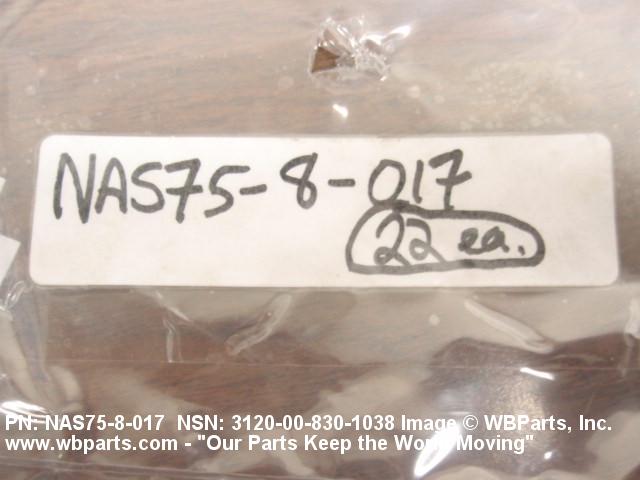 NAS75-8-017
22 ea.
PN: NAS75-8-017 NSN: 3120-00-830-1038 Image © WBParts, Inc.
www.wbparts.com - "Our Parts Keep the World Moving"